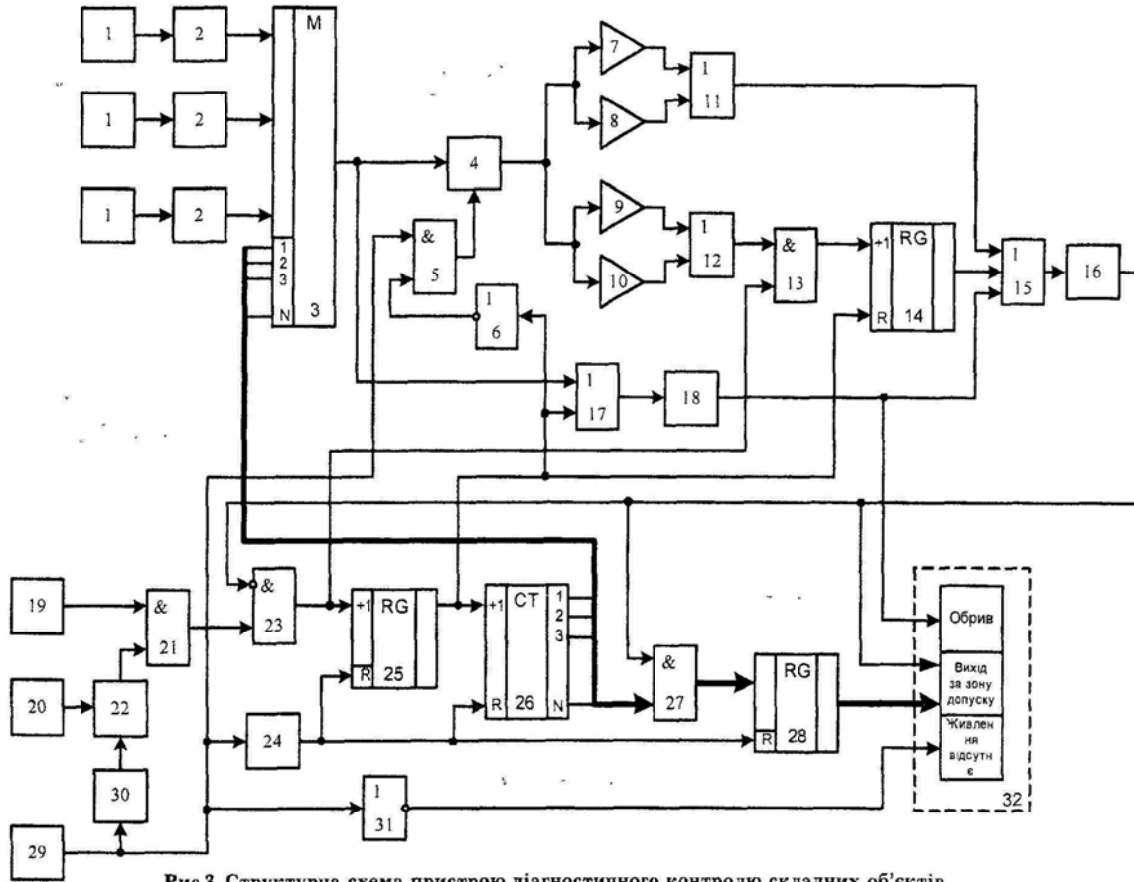 1
2
1
2
1
2
M
1
2
3
N
3
4
&
5
1
6
7
8
9
10
1
11
1
12
&
13
+1
RG
R
14
1
15
16
1
17
18
19
20
&
21
22
&
23
24
+1
RG
R
25
+1
CT
1
2
3
R
26
N
&
27
RG
R
28
29
30
1
31
Обрив
Вихід
за зону
допуску
Живлен
ня
відсутн
є
32
Рис.3. Структурна схема пристрою діагностичного контролю складних об'єктів